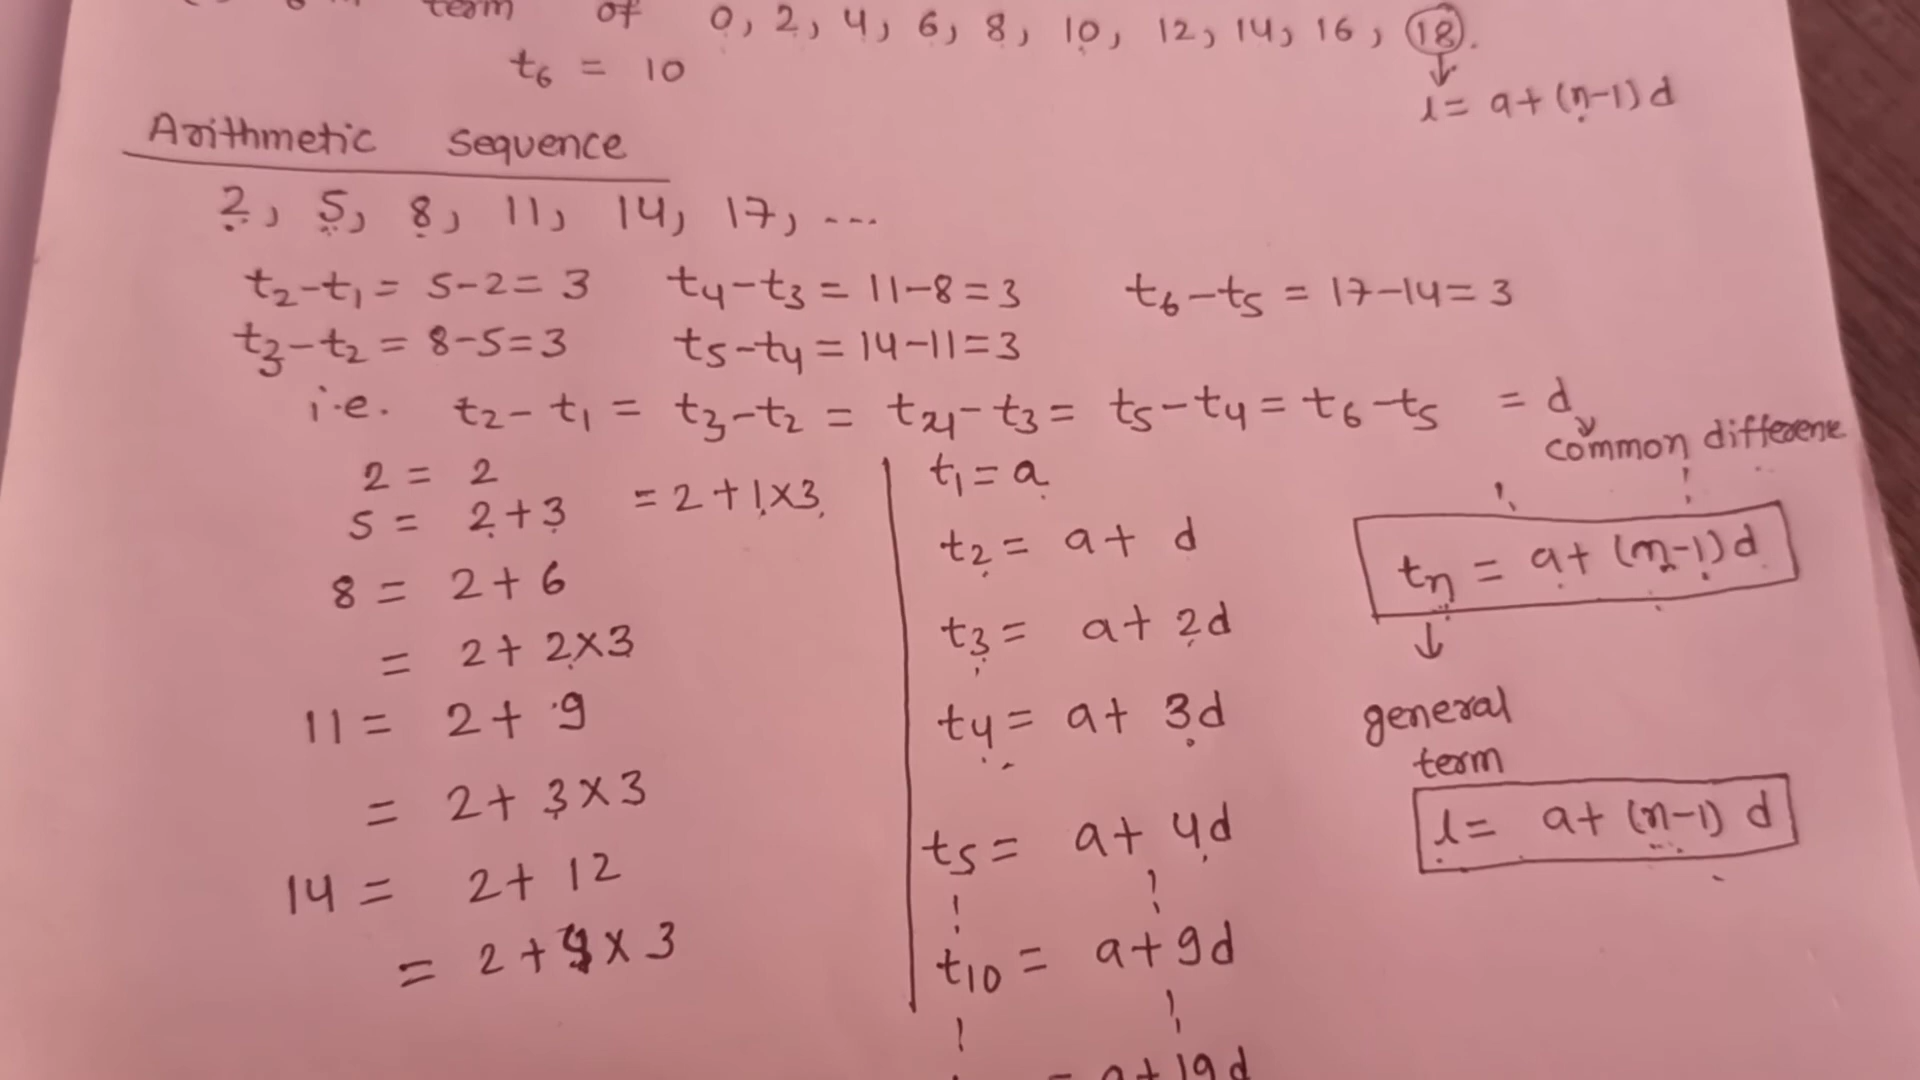 term of 0, 2, 4, 6, 8, 10, 12, 14, 16, 18.
t6 = 10
l = a + (n-1) d
Arithmetic sequence
2, 5, 8, 11, 14, 17, ---
t2-t1 = 5-2 = 3 t4-t3 = 11-8 = 3 t6-t5 = 17-14 = 3
t3-t2 = 8-5 = 3 t5-t4 = 14-11 = 3
i.e. t2-t1 = t3-t2 = t4-t3 = t5-t4 = t6-t5 = d
common differene
2 = 2
5 = 2+3 = 2+1×3
8 = 2+6
= 2+2×3
11 = 2+9
= 2+3×3
14 = 2+12
= 2+4×3
t1 = a
t2 = a+ d
t3 = a+ 2d
t4 = a+ 3d
t5 = a+ 4d
t10 = a+9d
= a+19d
tn = a+(n-1)d
general
term
l = a+(n-1) d